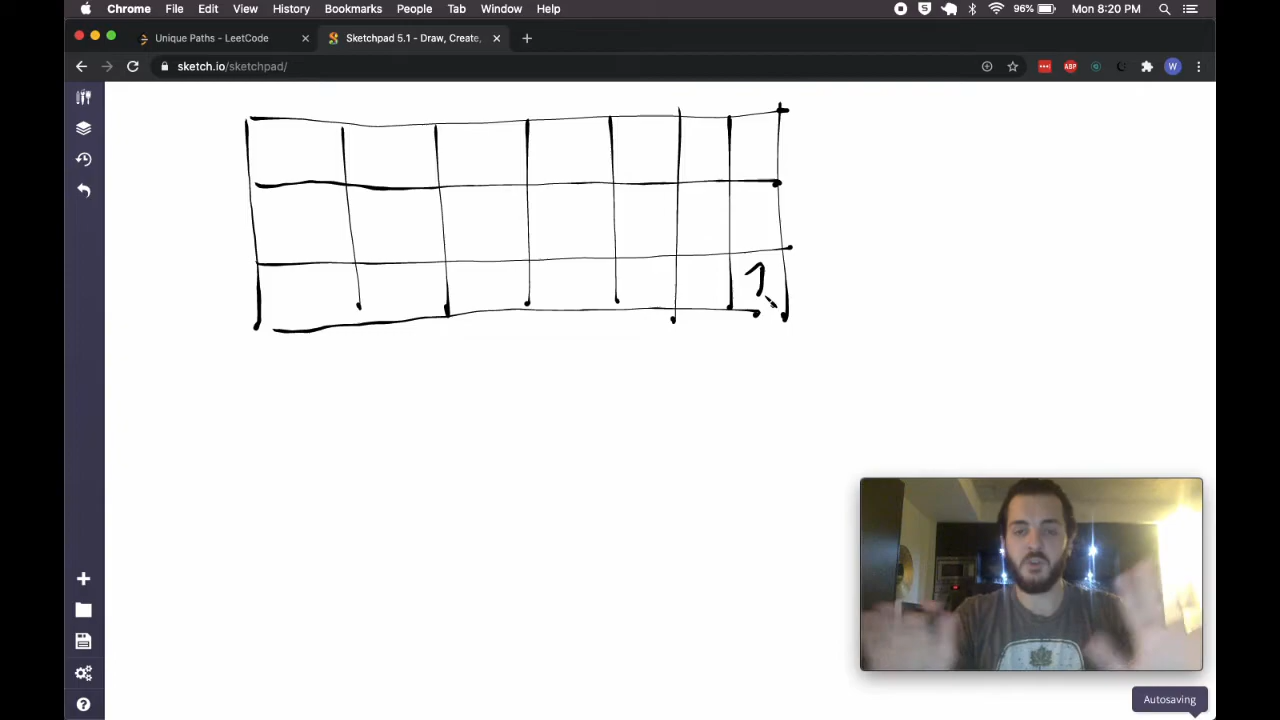 Chrome File Edit View History Bookmarks People Tab Window Help 96% Mon 8:20 PM
Unique Paths - LeetCode
Sketchpad 5.1 - Draw, Create,
sketch.io/sketchpad/
ABP
W
1
Autosaving